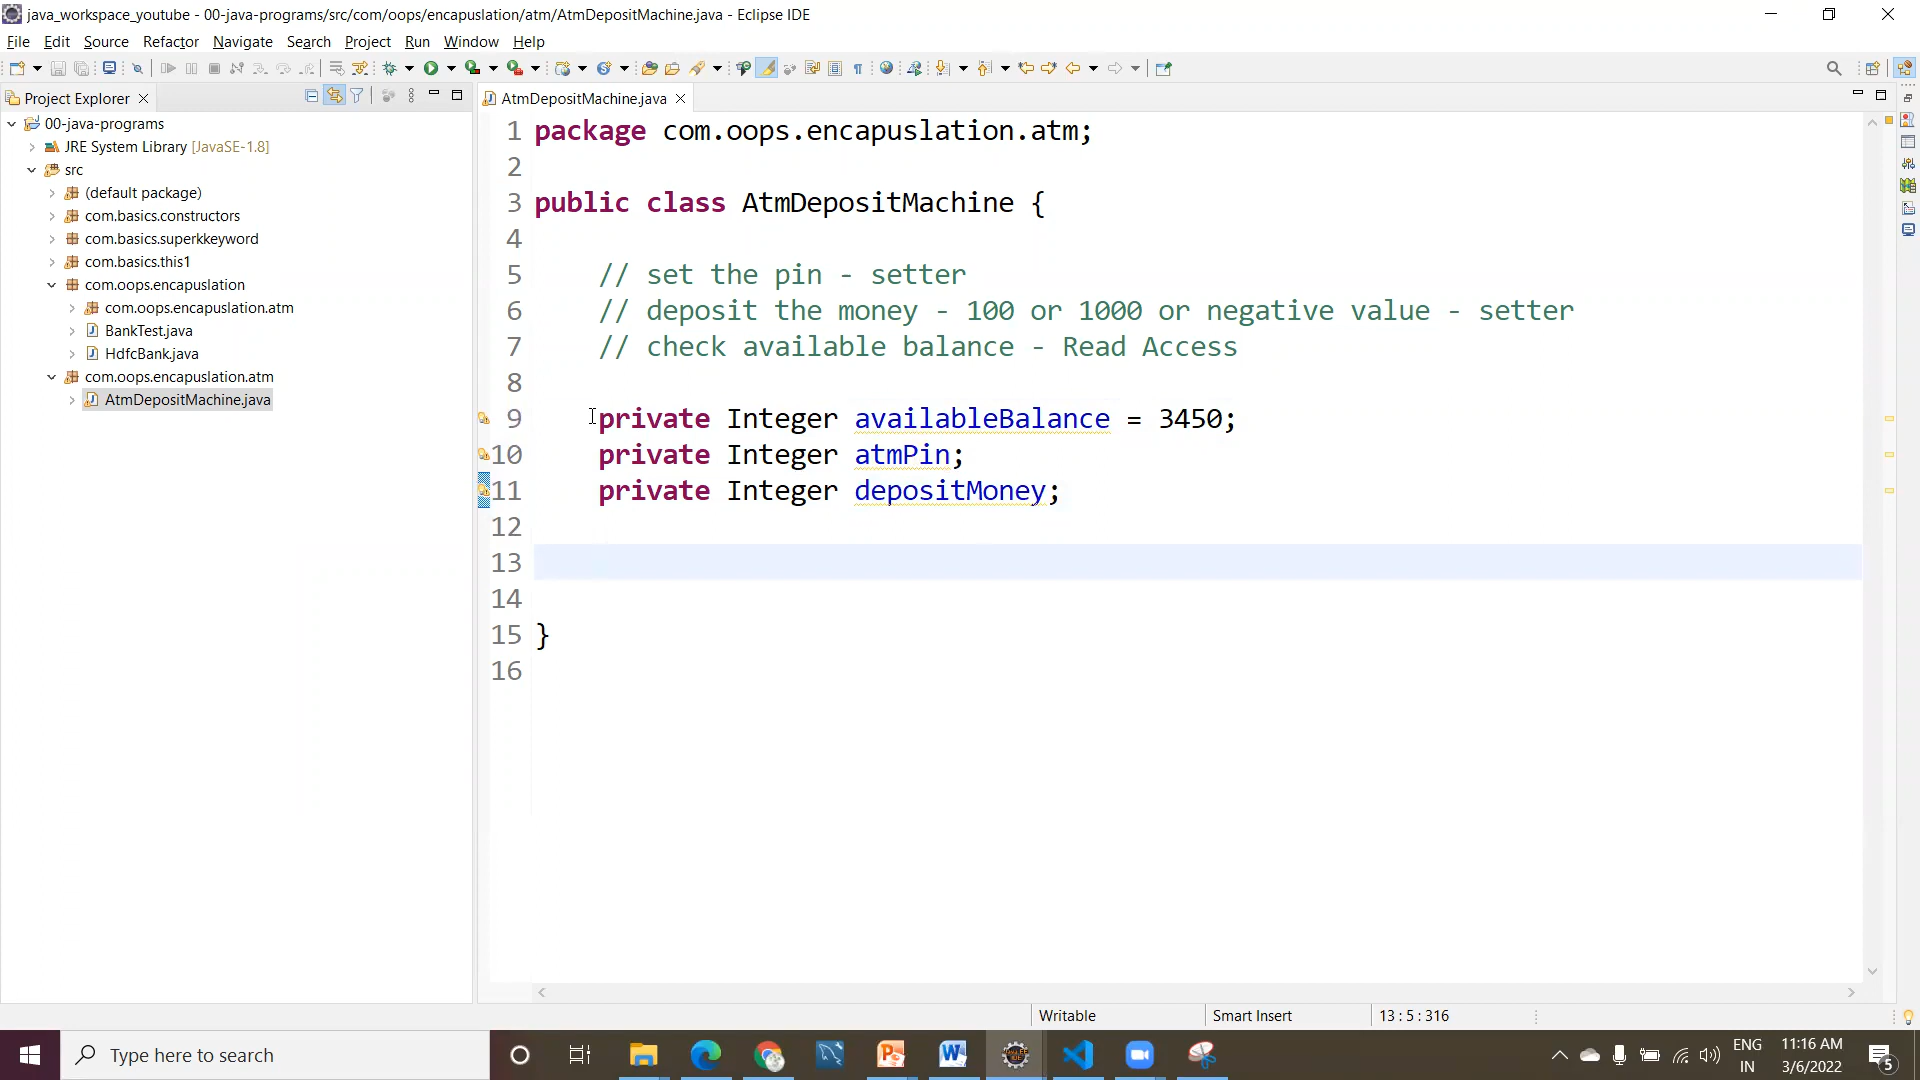 java_workspace_youtube - 00-java-programs/src/com/oops/encapuslation/atm/AtmDepositMachine.java - Eclipse IDE
File Edit Source Refactor Navigate Search Project Run Window Help
Project Explorer
AtmDepositMachine.java
00-java-programs
JRE System Library [JavaSE-1.8]
src
(default package)
com.basics.constructors
com.basics.superkkeyword
com.basics.this1
com.oops.encapuslation
com.oops.encapuslation.atm
BankTest.java
HdfcBank.java
com.oops.encapuslation.atm
AtmDepositMachine.java
1 package com.oops.encapuslation.atm;
2
3 public class AtmDepositMachine {
4
5 // set the pin - setter
6 // deposit the money - 100 or 1000 or negative value - setter
7 // check available balance - Read Access
8
9 private Integer availableBalance = 3450;
10 private Integer atmPin;
11 private Integer depositMoney;
12
13
14
15 }
16
Writable Smart Insert 13 : 5 : 316
Type here to search
ENG
IN
11:16 AM
3/6/2022
5